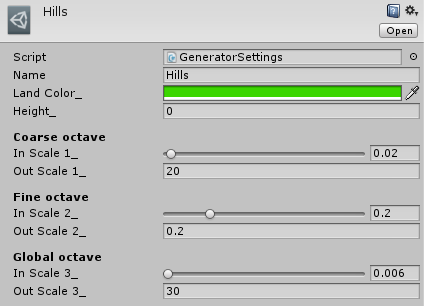 Hills
Open
Script GeneratorSettings
Name Hills
Land Color_
Height_ 0
Coarse octave
In Scale 1_ 0.02
Out Scale 1_ 20
Fine octave
In Scale 2_ 0.2
Out Scale 2_ 0.2
Global octave
In Scale 3_ 0.006
Out Scale 3_ 30